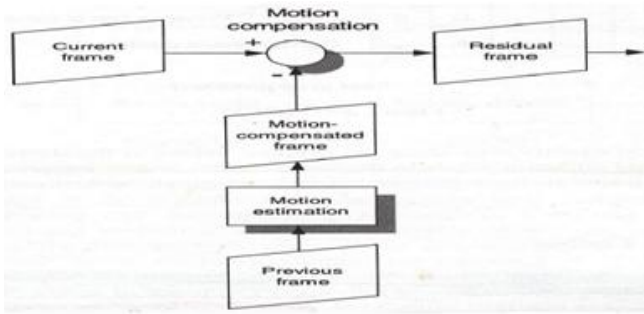 Motion
compensation
Current
frame
+
-
Residual
frame
Motion-
compensated
frame
Motion
estimation
Previous
frame